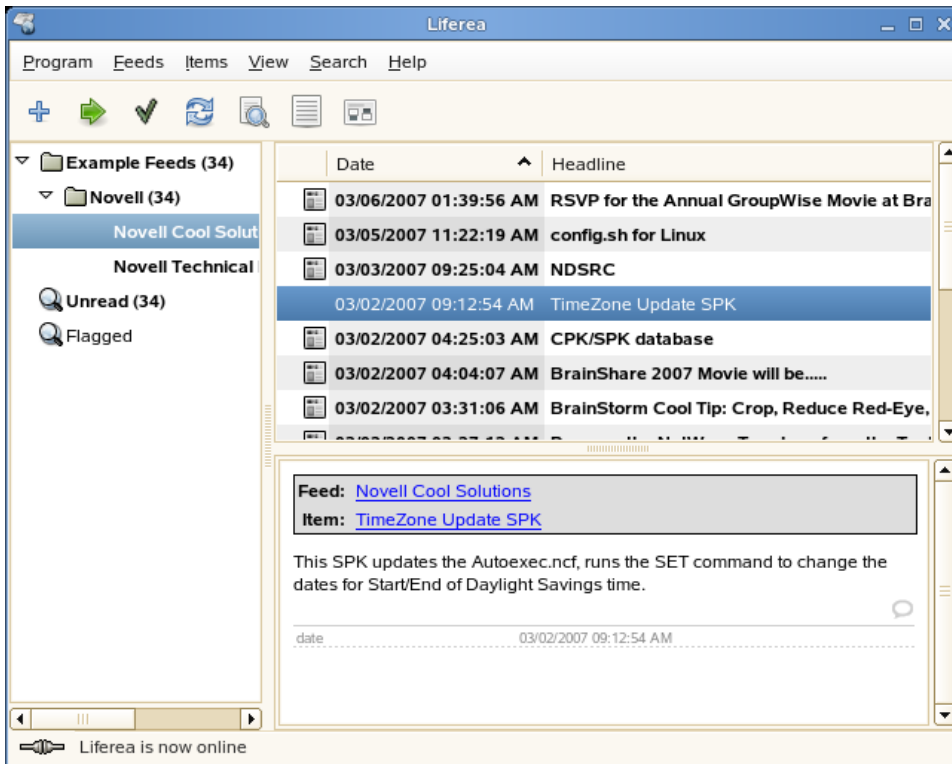 Liferea
Program Feeds Items View Search Help
Example Feeds (34)
Novell (34)
Novell Cool Solut
Novell Technical
Unread (34)
Flagged
Date Headline
03/06/2007 01:39:56 AM RSVP for the Annual GroupWise Movie at Bra
03/05/2007 11:22:19 AM config.sh for Linux
03/03/2007 09:25:04 AM NDSRC
03/02/2007 09:12:54 AM TimeZone Update SPK
03/02/2007 04:25:03 AM CPK/SPK database
03/02/2007 04:04:07 AM BrainShare 2007 Movie will be.....
03/02/2007 03:31:06 AM BrainStorm Cool Tip: Crop, Reduce Red-Eye,
Feed: Novell Cool Solutions
Item: TimeZone Update SPK
This SPK updates the Autoexec.ncf, runs the SET command to change the
dates for Start/End of Daylight Savings time.
date 03/02/2007 09:12:54 AM
Liferea is now online